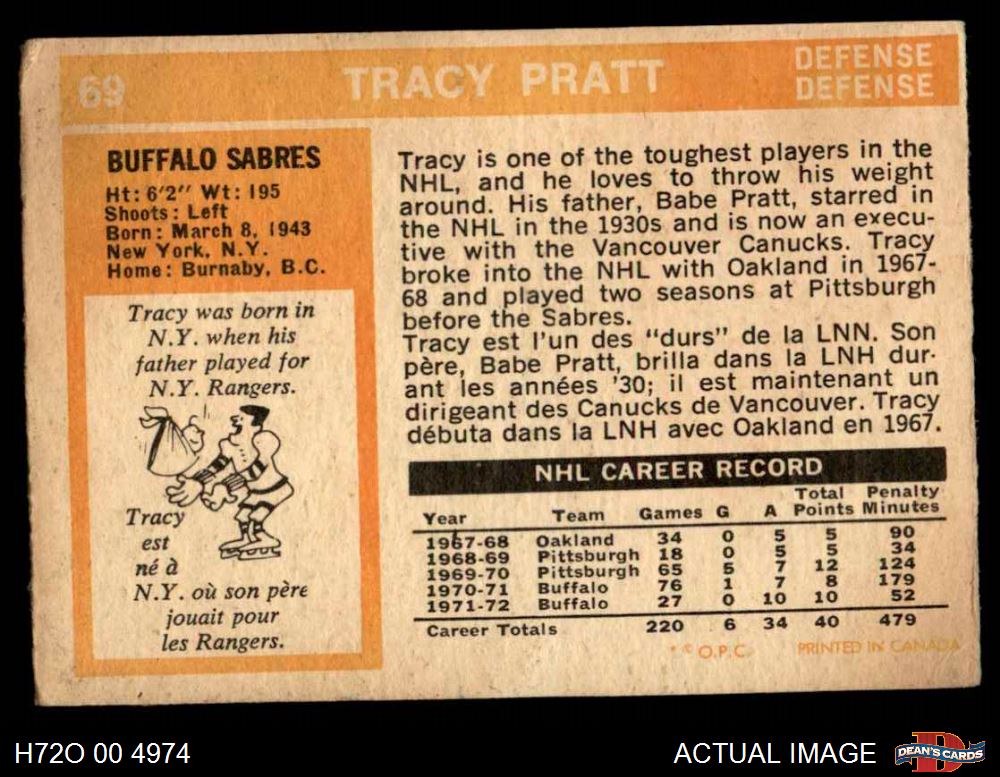 69
TRACY PRATT
DEFENSE
DEFENSE
BUFFALO SABRES
Ht: 6'2" Wt: 195
Shoots: Left
Born: March 8, 1943
New York, N.Y.
Home: Burnaby, B.C.
Tracy was born in
N.Y. when his
father played for
N.Y. Rangers.
Tracy
est
né à
N.Y. où son père
jouait pour
les Rangers.
Tracy is one of the toughest players in the
NHL, and he loves to throw his weight
around. His father, Babe Pratt, starred in
the NHL in the 1930s and is now an execu-
tive with the Vancouver Canucks. Tracy
broke into the NHL with Oakland in 1967-
68 and played two seasons at Pittsburgh
before the Sabres.
Tracy est l'un des "durs" de la LNN. Son
père, Babe Pratt, brilla dans la LNH dur-
ant les années '30; il est maintenant un
dirigeant des Canucks de Vancouver. Tracy
débuta dans la LNH avec Oakland en 1967.
NHL CAREER RECORD
Year Team Games G A Total Points Penalty Minutes
1967-68 Oakland 34 0 5 5 90
1968-69 Pittsburgh 18 0 5 5 34
1969-70 Pittsburgh 65 5 7 12 124
1970-71 Buffalo 76 1 7 8 179
1971-72 Buffalo 27 0 10 10 52
Career Totals 220 6 34 40 479
* © O.P.C. PRINTED IN CANADA
H72O 00 4974
ACTUAL IMAGE
D
DEAN'S CARDS